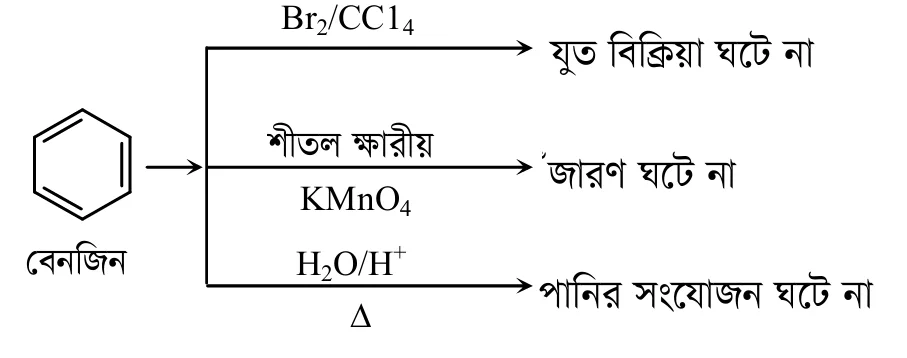 Br₂/CCl₄
যুত বিক্রিয়া ঘটে না
শীতল ক্ষারীয়
KMnO₄
জারণ ঘটে না
বেনজিন
H₂O/H⁺
Δ
পানির সংযোজন ঘটে না